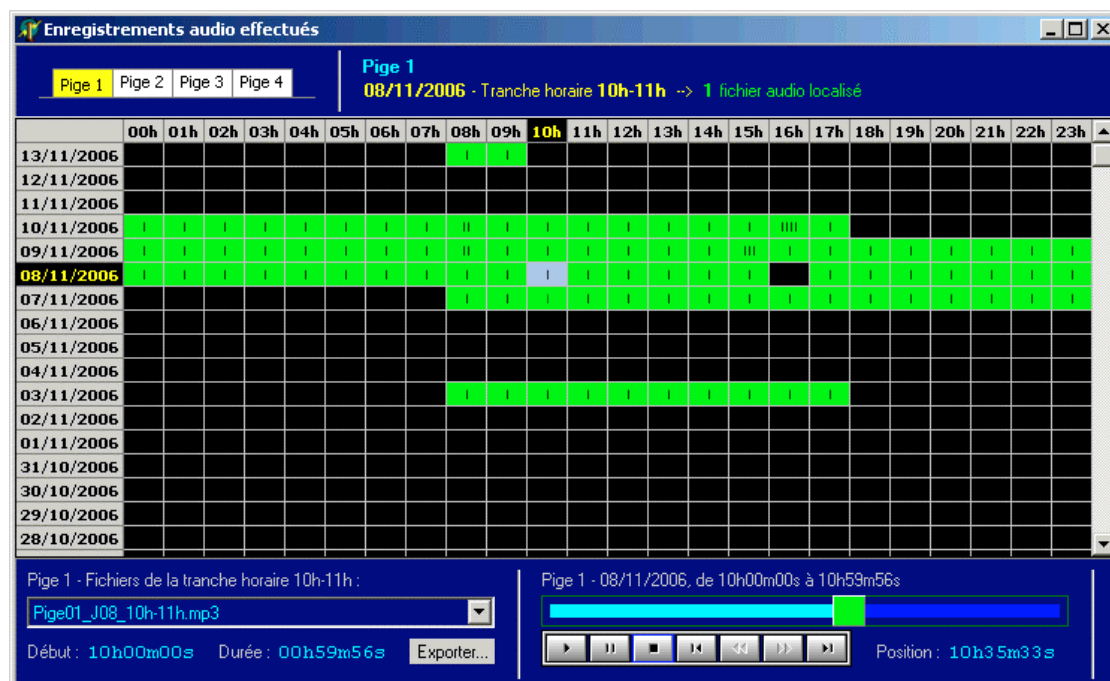 Enregistrements audio effectués
Pige 1 Pige 2 Pige 3 Pige 4
Pige 1
08/11/2006 - Tranche horaire 10h-11h --> 1 fichier audio localisé
00h 01h 02h 03h 04h 05h 06h 07h 08h 09h 10h 11h 12h 13h 14h 15h 16h 17h 18h 19h 20h 21h 22h 23h
13/11/2006 I I
12/11/2006
11/11/2006
10/11/2006 I I I I I I I I II I I I I I I I IIII I
09/11/2006 I I I I I I I I II I I I I I I III I I I I I I I I
08/11/2006 I I I I I I I I I I I I I I I I I I I I I I I
07/11/2006 I I I I I I I I I I I I I I I I
06/11/2006
05/11/2006
04/11/2006
03/11/2006 I I I I I I I I I I
02/11/2006
01/11/2006
31/10/2006
30/10/2006
29/10/2006
28/10/2006
Pige 1 - Fichiers de la tranche horaire 10h-11h :
Pige01_J08_10h-11h.mp3
Début : 10h00m00s Durée : 00h59m56s Exporter...
Pige 1 - 08/11/2006, de 10h00m00s à 10h59m56s
Position : 10h35m33s